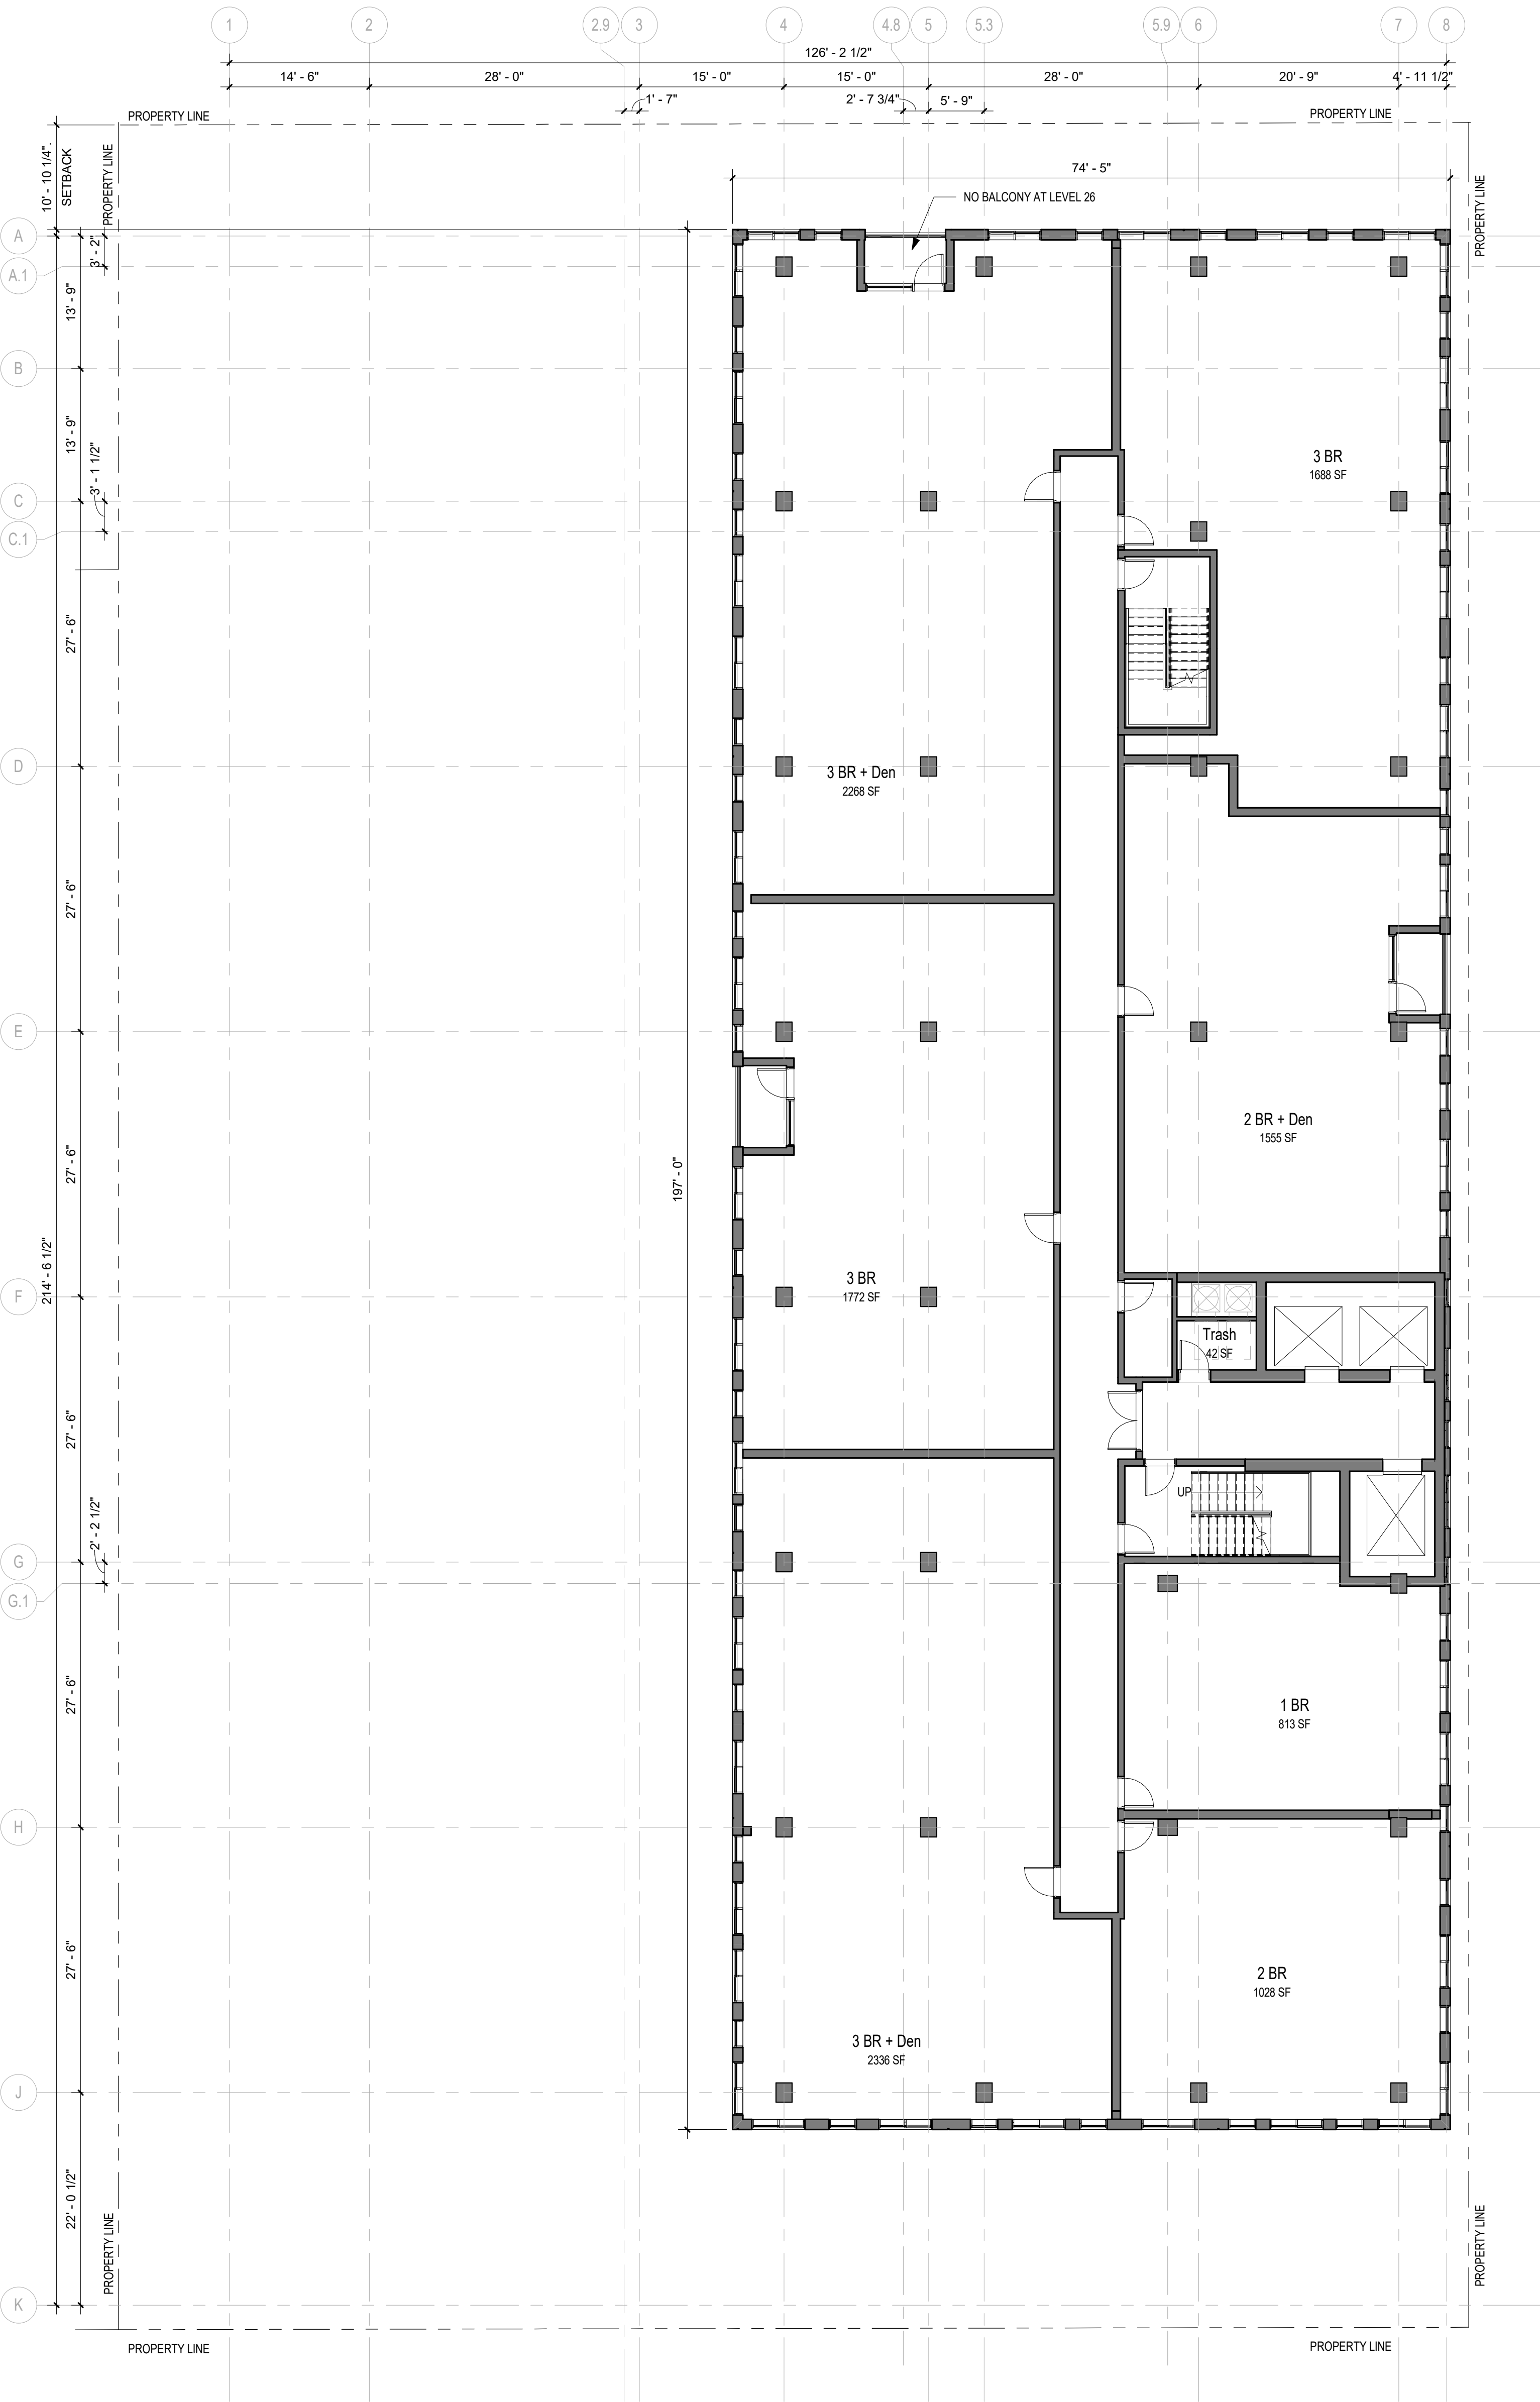 1 2 2.9 3 4 4.8 5 5.3 5.9 6 7 8
126' - 2 1/2"
14' - 6" 28' - 0" 15' - 0" 15' - 0" 28' - 0" 20' - 9" 4' - 11 1/2"
1' - 7" 2' - 7 3/4" 5' - 9"
PROPERTY LINE
PROPERTY LINE
10' - 10 1/4".
SETBACK
PROPERTY LINE
74' - 5"
PROPERTY LINE
NO BALCONY AT LEVEL 26
A
3' - 2"
A.1
13' - 9"
B
13' - 9"
3' - 1 1/2"
3 BR
1688 SF
C
C.1
27' - 6"
D
3 BR + Den
2268 SF
27' - 6"
E
2 BR + Den
1555 SF
27' - 6"
197' - 0"
214' - 6 1/2"
3 BR
1772 SF
F
Trash
42 SF
27' - 6"
UP
2' - 2 1/2"
G
G.1
27' - 6"
1 BR
813 SF
H
27' - 6"
2 BR
1028 SF
3 BR + Den
2336 SF
J
22' - 0 1/2"
PROPERTY LINE
PROPERTY LINE
K
PROPERTY LINE
PROPERTY LINE